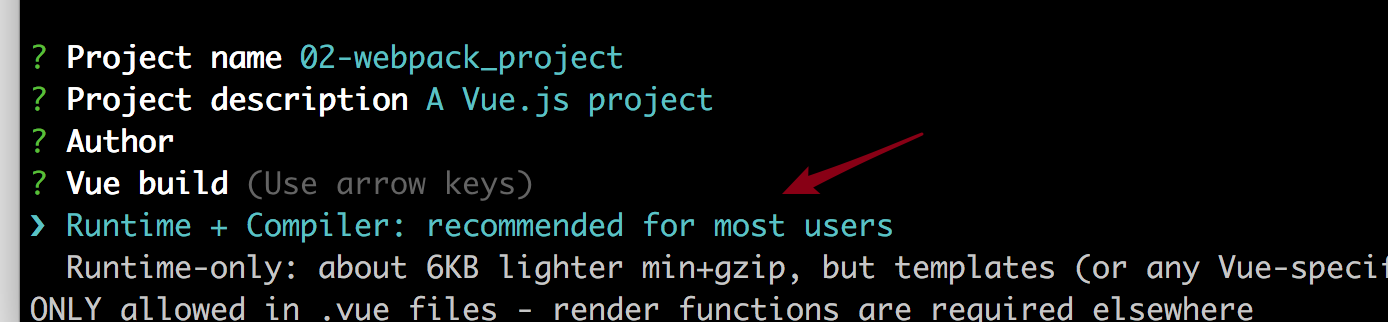 ? Project name 02-webpack_project
? Project description A Vue.js project
? Author
? Vue build (Use arrow keys)
❯ Runtime + Compiler: recommended for most users
Runtime-only: about 6KB lighter min+gzip, but templates (or any Vue-specif
ONLY allowed in .vue files - render functions are required elsewhere